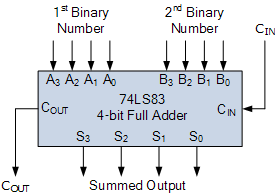 1st Binary Number
2nd Binary Number
CIN
A3 A2 A1 A0
B3 B2 B1 B0
74LS83
4-bit Full Adder
COUT
CIN
S3 S2 S1 S0
COUT
Summed Output